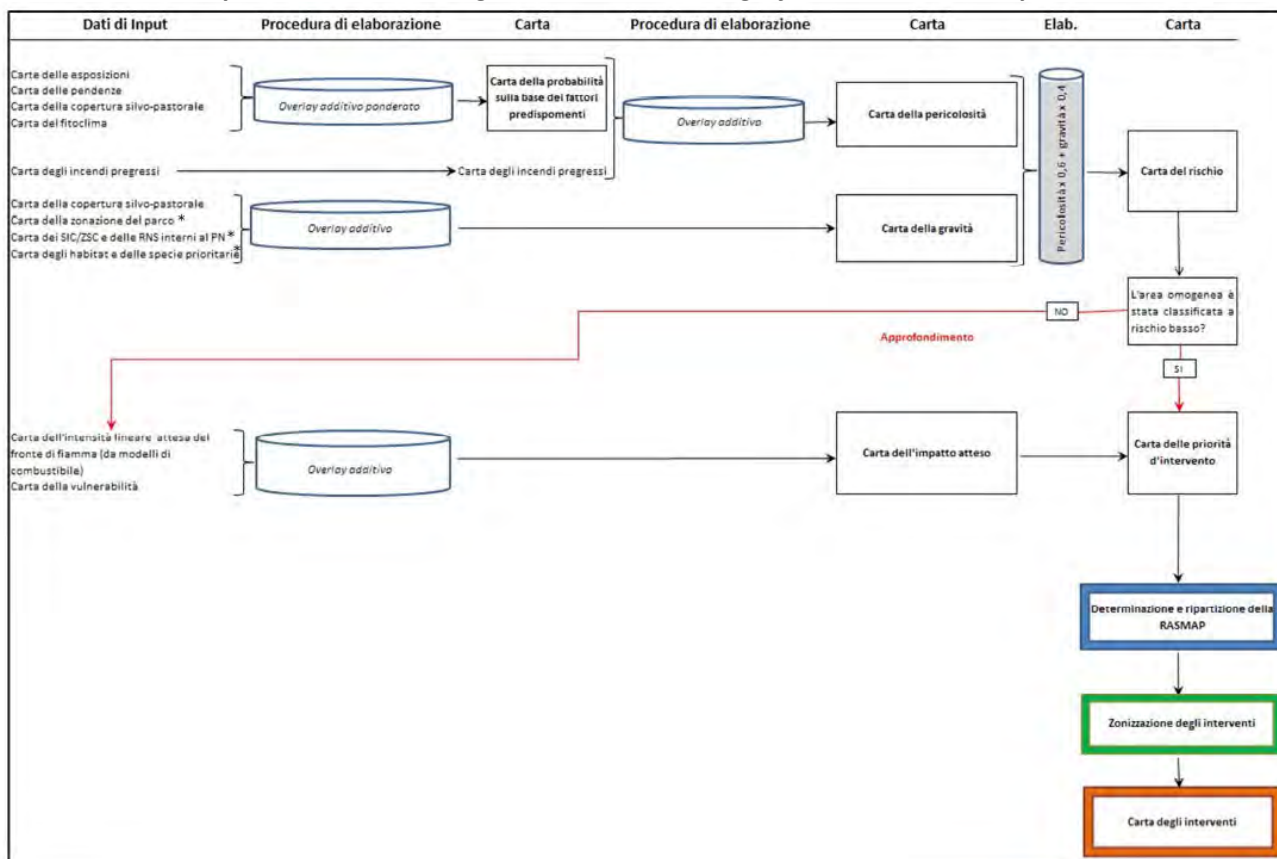 Dati di Input
Procedura di elaborazione
Carta
Procedura di elaborazione
Carta
Elab.
Carta
Carte delle esposizioni
Carta delle pendenze
Carta della copertura silvo-pastorale
Carta del fitoclima
Overlay additivo ponderato
Carta della probabilità
sulla base dei fattori
predisponenti
Overlay additivo
Carta della pericolosità
Pericolosità x 0,6 + gravità x 0,4
Carta del rischio
Carta degli incendi pregressi
Carta degli incendi pregressi
Carta della copertura silvo-pastorale
Carta della zonazione del parco *
Carta dei SIC/ZSC e delle RNS interni al PN *
Carta degli habitat e delle specie prioritarie *
Overlay additivo
Carta della gravità
L'area omogenea è
stata classificata a
rischio basso?
NO
Approfondimento
SI
Carta dell'intensità lineare attesa del
fronte di fiamma (da modelli di
combustibile)
Carta della vulnerabilità
Overlay additivo
Carta dell'impatto atteso
Carta delle priorità
d'intervento
Determinazione e ripartizione della
RASMAP
Zonizzazione degli interventi
Carta degli interventi